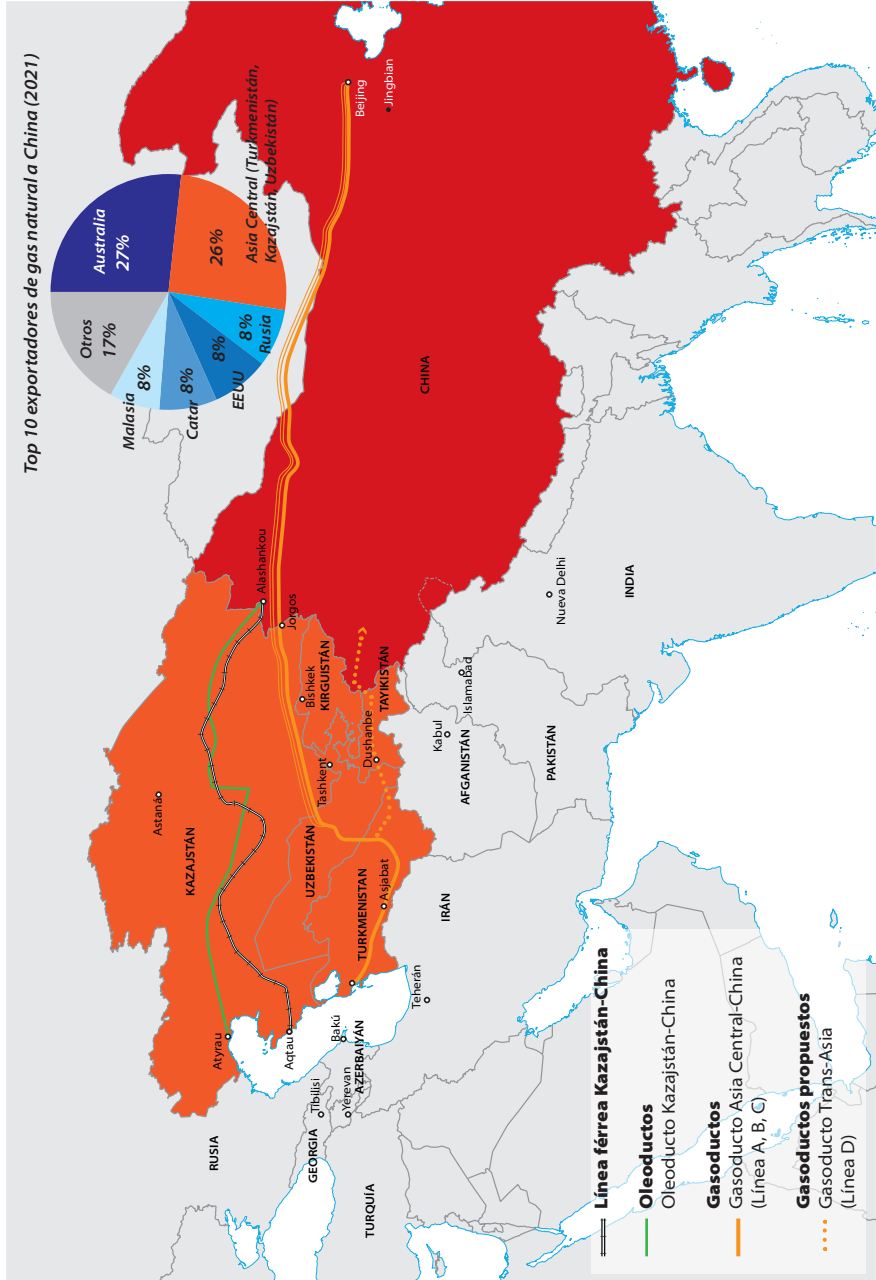 Top 10 exportadores de gas natural a China (2021)
Otros
17%
Australia
27%
Malasia
8%
Catar
8%
EEUU
8%
Rusia
8%
26%
Asia Central (Turkmenistán,
Kazajstán, Uzbekistán)
RUSIA
Astaná
KAZAJSTÁN
Atyrau
Aqtau
Alashankou
Jorgos
Beijing
Jingbian
CHINA
Bishkek
KIRGUISTÁN
Tashkent
UZBEKISTÁN
Dushanbe
TAYIKISTÁN
TURKMENISTAN
Asjabat
GEORGIA
Tibilisi
Yerevan
Bakú
AZERBAIYÁN
TURQUÍA
Teherán
IRÁN
Kabul
AFGANISTÁN
Islamabad
PAKISTÁN
Nueva Delhi
INDIA
Línea férrea Kazajstán-China
Oleoductos
Oleoducto Kazajstán-China
Gasoductos
Gasoducto Asia Central-China
(Línea A, B, C)
Gasoductos propuestos
Gasoducto Trans-Asia
(Línea D)